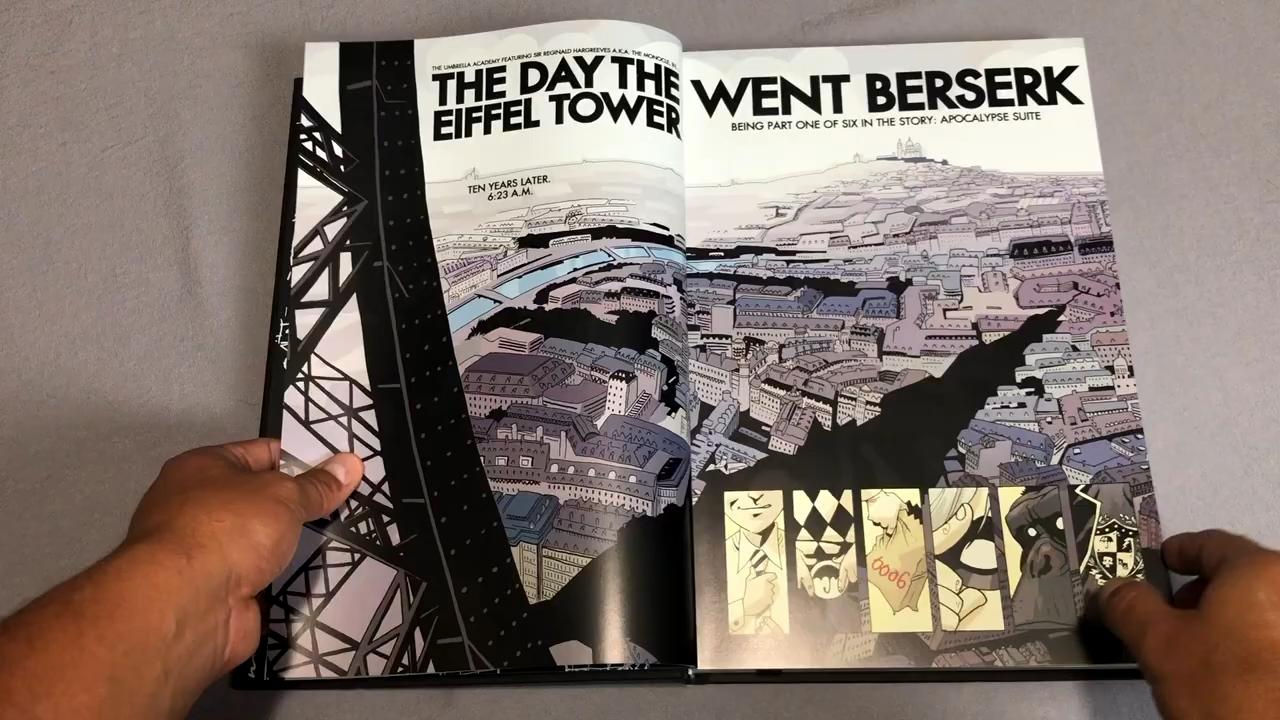 THE UMBRELLA ACADEMY FEATURING SIR REGINALD HARGREEVES A.K.A. THE MONOCLE, IN:
THE DAY THE WENT BERSERK
EIFFEL TOWER
BEING PART ONE OF SIX IN THE STORY: APOCALYPSE SUITE
TEN YEARS LATER.
6:23 A.M.